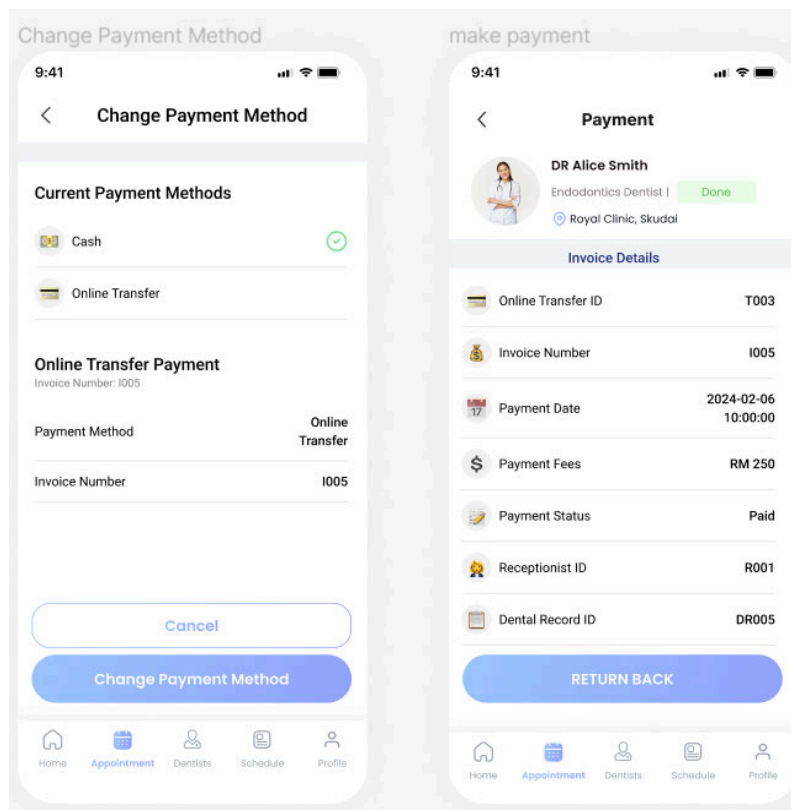 Change Payment Method
9:41
Change Payment Method
Current Payment Methods
Cash
Online Transfer
Online Transfer Payment
Invoice Number: I005
Payment Method
Online
Transfer
Invoice Number
I005
Cancel
Change Payment Method
Home
Appointment
Dentists
Schedule
Profile
make payment
9:41
Payment
DR Alice Smith
Endodontics Dentist |
Done
Royal Clinic, Skudai
Invoice Details
Online Transfer ID
T003
Invoice Number
I005
17
Payment Date
2024-02-06
10:00:00
$
Payment Fees
RM 250
Payment Status
Paid
Receptionist ID
R001
Dental Record ID
DR005
RETURN BACK
Home
Appointment
Dentists
Schedule
Profile